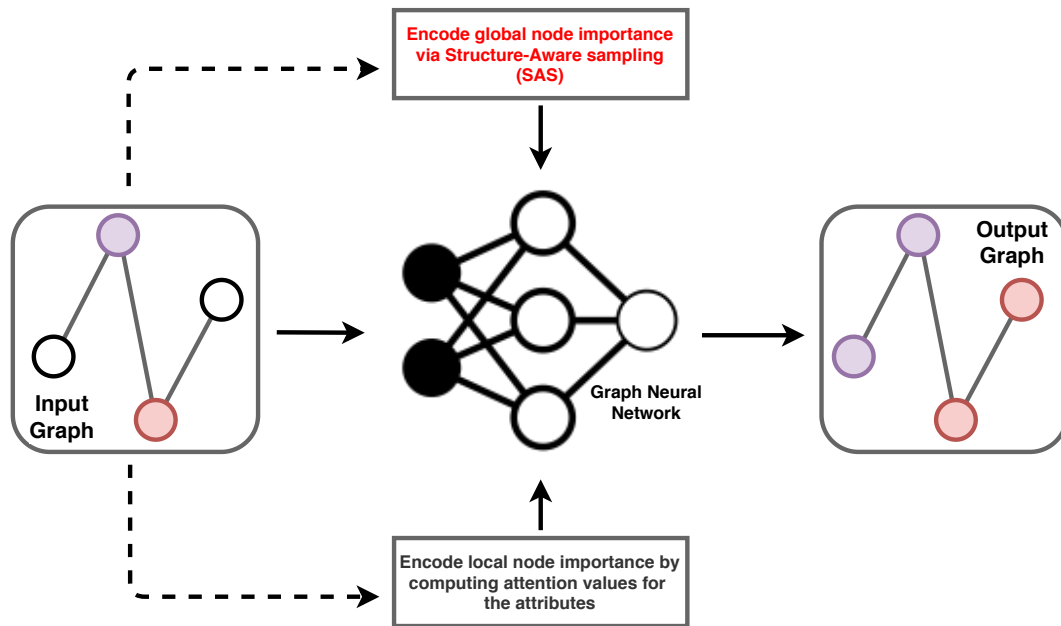 Encode global node importance
via Structure-Aware sampling
(SAS)
Input
Graph
Output
Graph
Graph Neural
Network
Encode local node importance by
computing attention values for
the attributes